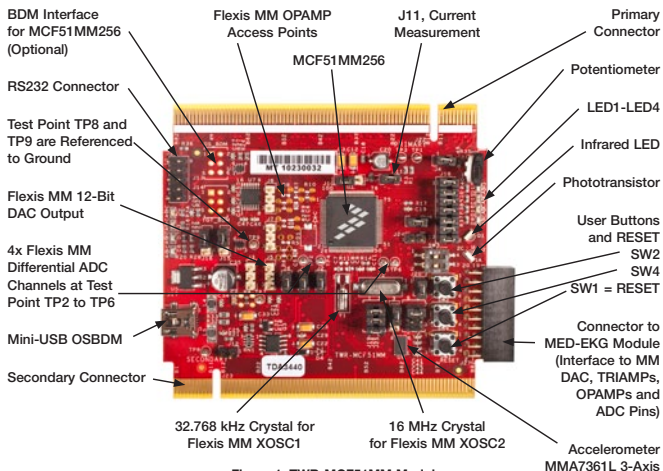 BDM Interface
for MCF51MM256
(Optional)
Flexis MM OPAMP
Access Points
J11, Current
Measurement
MCF51MM256
Primary
Connector
RS232 Connector
Potentiometer
LED1-LED4
Test Point TP8 and
TP9 are Referenced
to Ground
Infrared LED
Phototransistor
MY 10230032
Flexis MM 12-Bit
DAC Output
User Buttons
and RESET
4x Flexis MM
Differential ADC
Channels at Test
Point TP2 to TP6
SW2
SW4
SW1 = RESET
Mini-USB OSBDM
Connector to
MED-EKG Module
(Interface to MM
DAC, TRIAMPs,
OPAMPs and
ADC Pins)
TWR-MCF51MM
RESET
SECONDARY
TDA3440
Secondary Connector
32.768 kHz Crystal for
Flexis MM XOSC1
16 MHz Crystal
for Flexis MM XOSC2
Accelerometer
MMA7361L 3-Axis